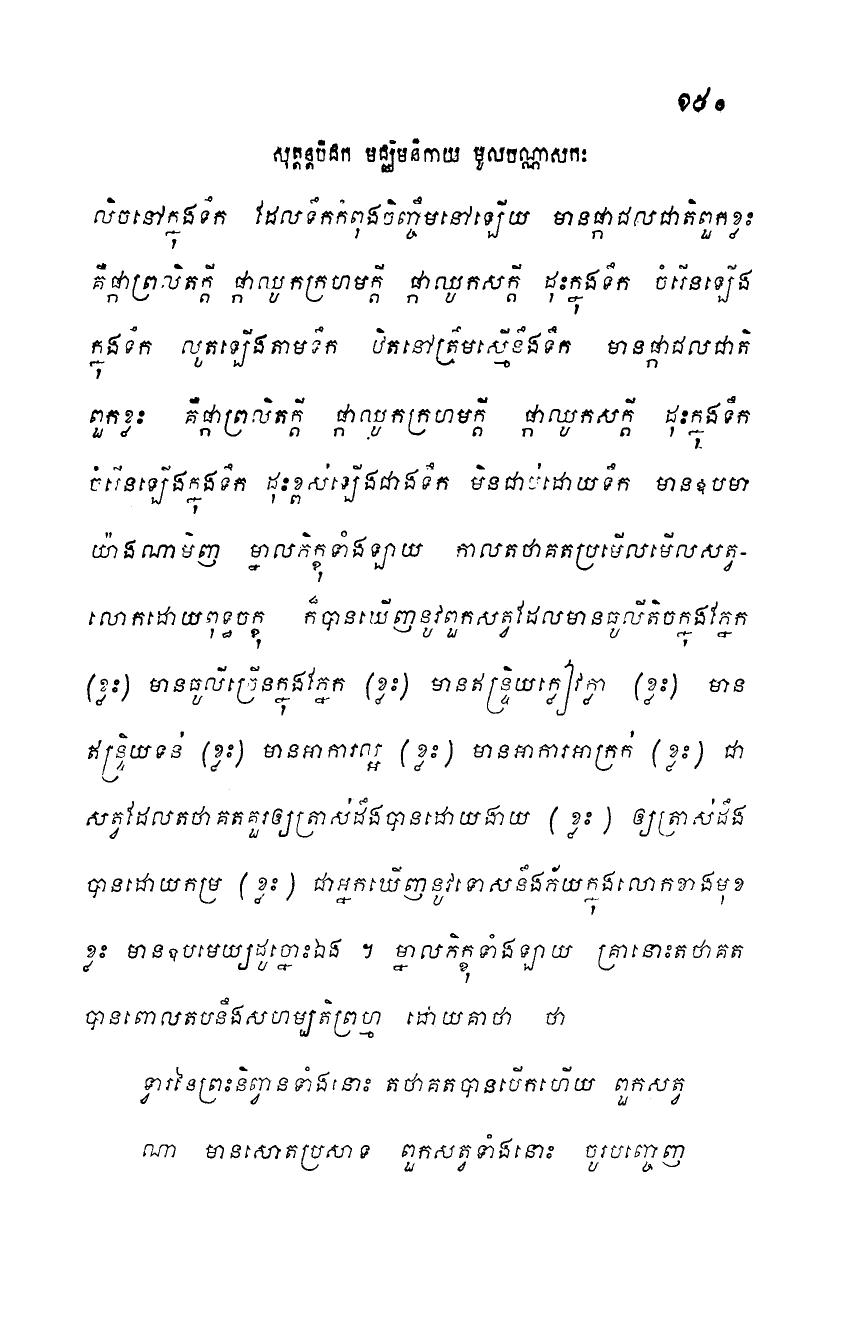 ១៥០
សុត្តន្តបិដក មជ្ឈិមនិកាយ មូលបណ្ណាសកៈ
លិចនៅក្នុងទឹក ដែលទឹកកំពុងចិញ្ចឹមនៅឡើយ មានផ្កាជលជាតិពួកខ្លះ
គឺផ្កាព្រលិតក្តី ផ្កាឈូកក្រហមក្តី ផ្កាឈូកសក្តី ដុះក្នុងទឹក ចំរើនឡើង
ក្នុងទឹក លូតឡើងតាមទឹក ឋិតនៅត្រឹមស្មើនឹងទឹក មានផ្កាជលជាតិ
ពួកខ្លះ គឺផ្កាព្រលិតក្តី ផ្កាឈូកក្រហមក្តី ផ្កាឈូកសក្តី ដុះក្នុងទឹក
ចំរើនឡើងក្នុងទឹក ដុះខ្ពស់ឡើងជាងទឹក មិនជាប់ដោយទឹក មានឧបមា
យ៉ាងណាមិញ ម្នាលភិក្ខុទាំងឡាយ កាលតថាគតប្រមើលមើលសត្វ-
លោកដោយពុទ្ធចក្ខុ ក៏បានឃើញនូវពួកសត្វដែលមានធូលីតិចក្នុងភ្នែក
(ខ្លះ) មានធូលីច្រើនក្នុងភ្នែក (ខ្លះ) មានឥន្ទ្រិយក្លៀវក្លា (ខ្លះ) មាន
ឥន្ទ្រិយទន់ (ខ្លះ) មានអាការល្អ (ខ្លះ) មានអាការអាក្រក់ (ខ្លះ) ជា
សត្វដែលតថាគតគួរឲ្យត្រាស់ដឹងបានដោយងាយ (ខ្លះ) ឲ្យត្រាស់ដឹង
បានដោយកម្រ (ខ្លះ) ជាអ្នកឃើញនូវទោសនឹងភ័យក្នុងលោកខាងមុខ
ខ្លះ មានឧបមេយ្យដូច្នោះឯង ។ ម្នាលភិក្ខុទាំងឡាយ គ្រានោះតថាគត
បានពោលតបនឹងសហម្បតិព្រហ្ម ដោយគាថា ថា
ទ្វារនៃព្រះនិព្វានទាំងនោះ តថាគតបានបើកហើយ ពួកសត្វ
ណា មានសោតប្រសាទ ពួកសត្វទាំងនោះ ចូរបញ្ចេញ